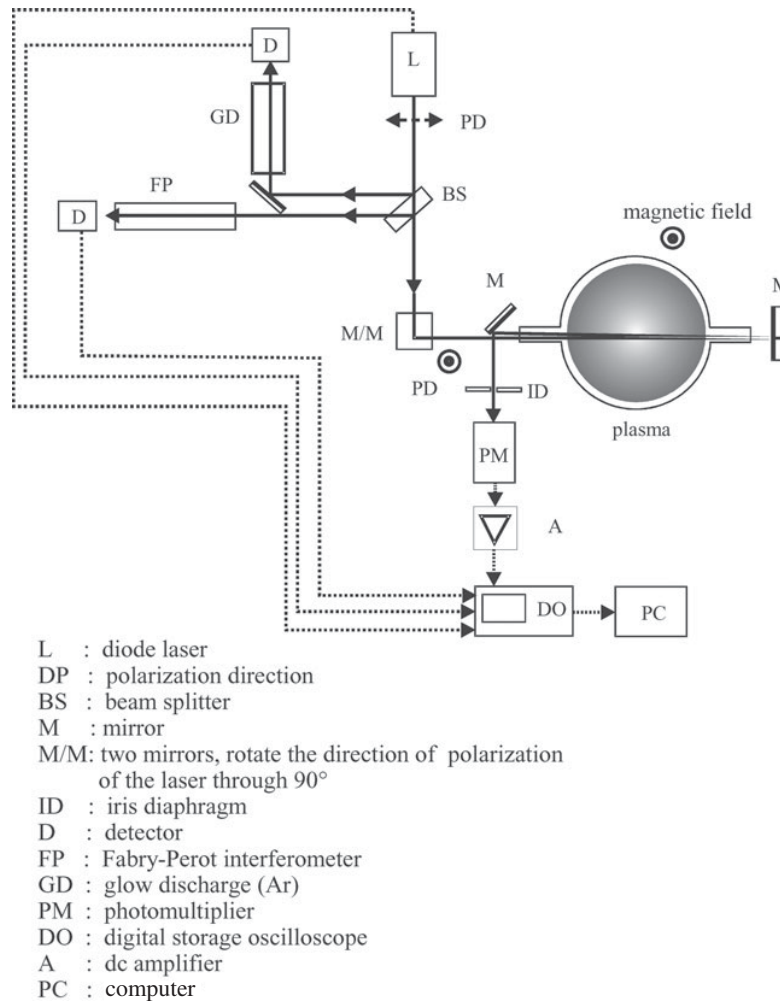 D
L
GD
PD
FP
BS
D
magnetic field
M
M
M/M
PD
ID
plasma
PM
A
DO
PC
L : diode laser
DP : polarization direction
BS : beam splitter
M : mirror
M/M: two mirrors, rotate the direction of polarization
of the laser through 90°
ID : iris diaphragm
D : detector
FP : Fabry-Perot interferometer
GD : glow discharge (Ar)
PM : photomultiplier
DO : digital storage oscilloscope
A : dc amplifier
PC : computer